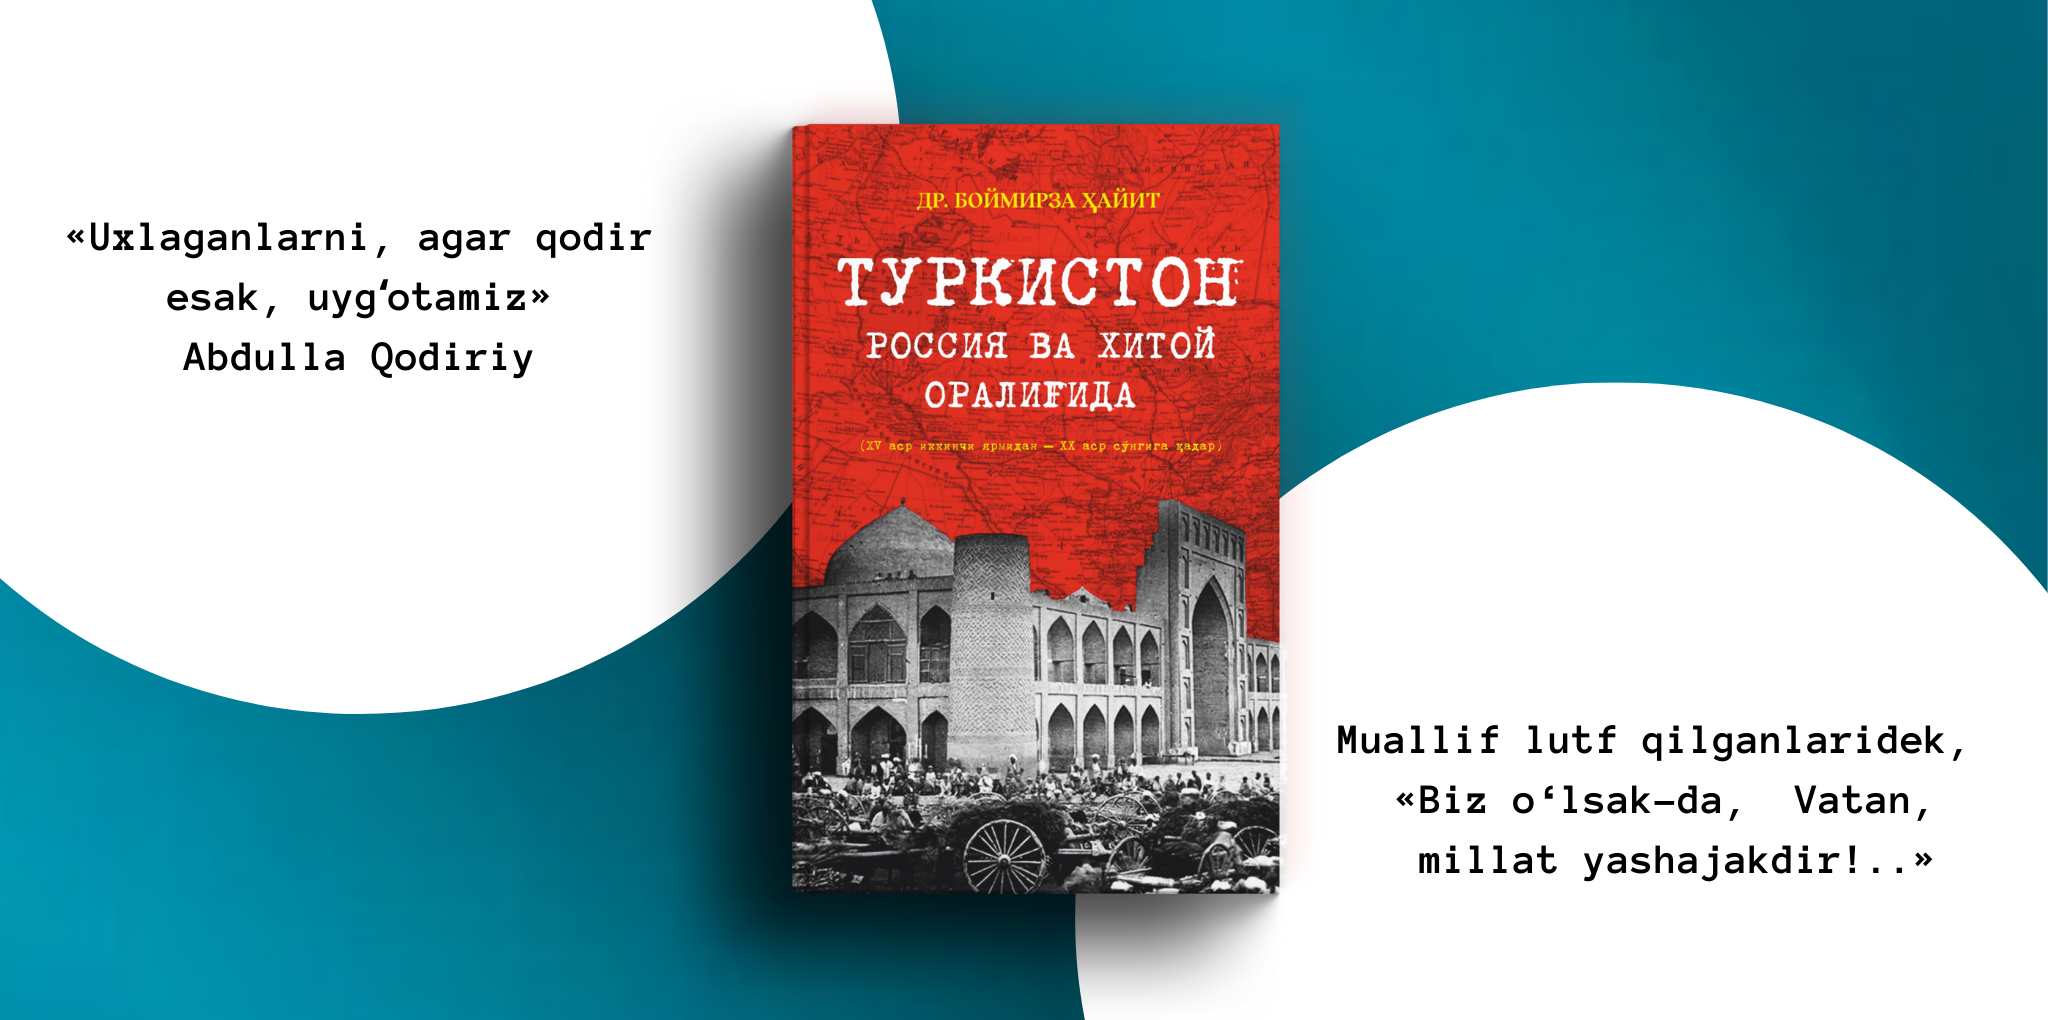 «Uxlaganlarni, agar qodir
esak, uygʻotamiz»
Abdulla Qodiriy
ДР. БОЙМИРЗА ҲАЙИТ
ТУРКИСТОН
РОССИЯ ВА ХИТОЙ
ОРАЛИҒИДА
(XV аср иккинчи ярмидан — XX аср сўнгига қадар)
Muallif lutf qilganlaridek,
«Biz oʻlsak-da, Vatan,
millat yashajakdir!..»